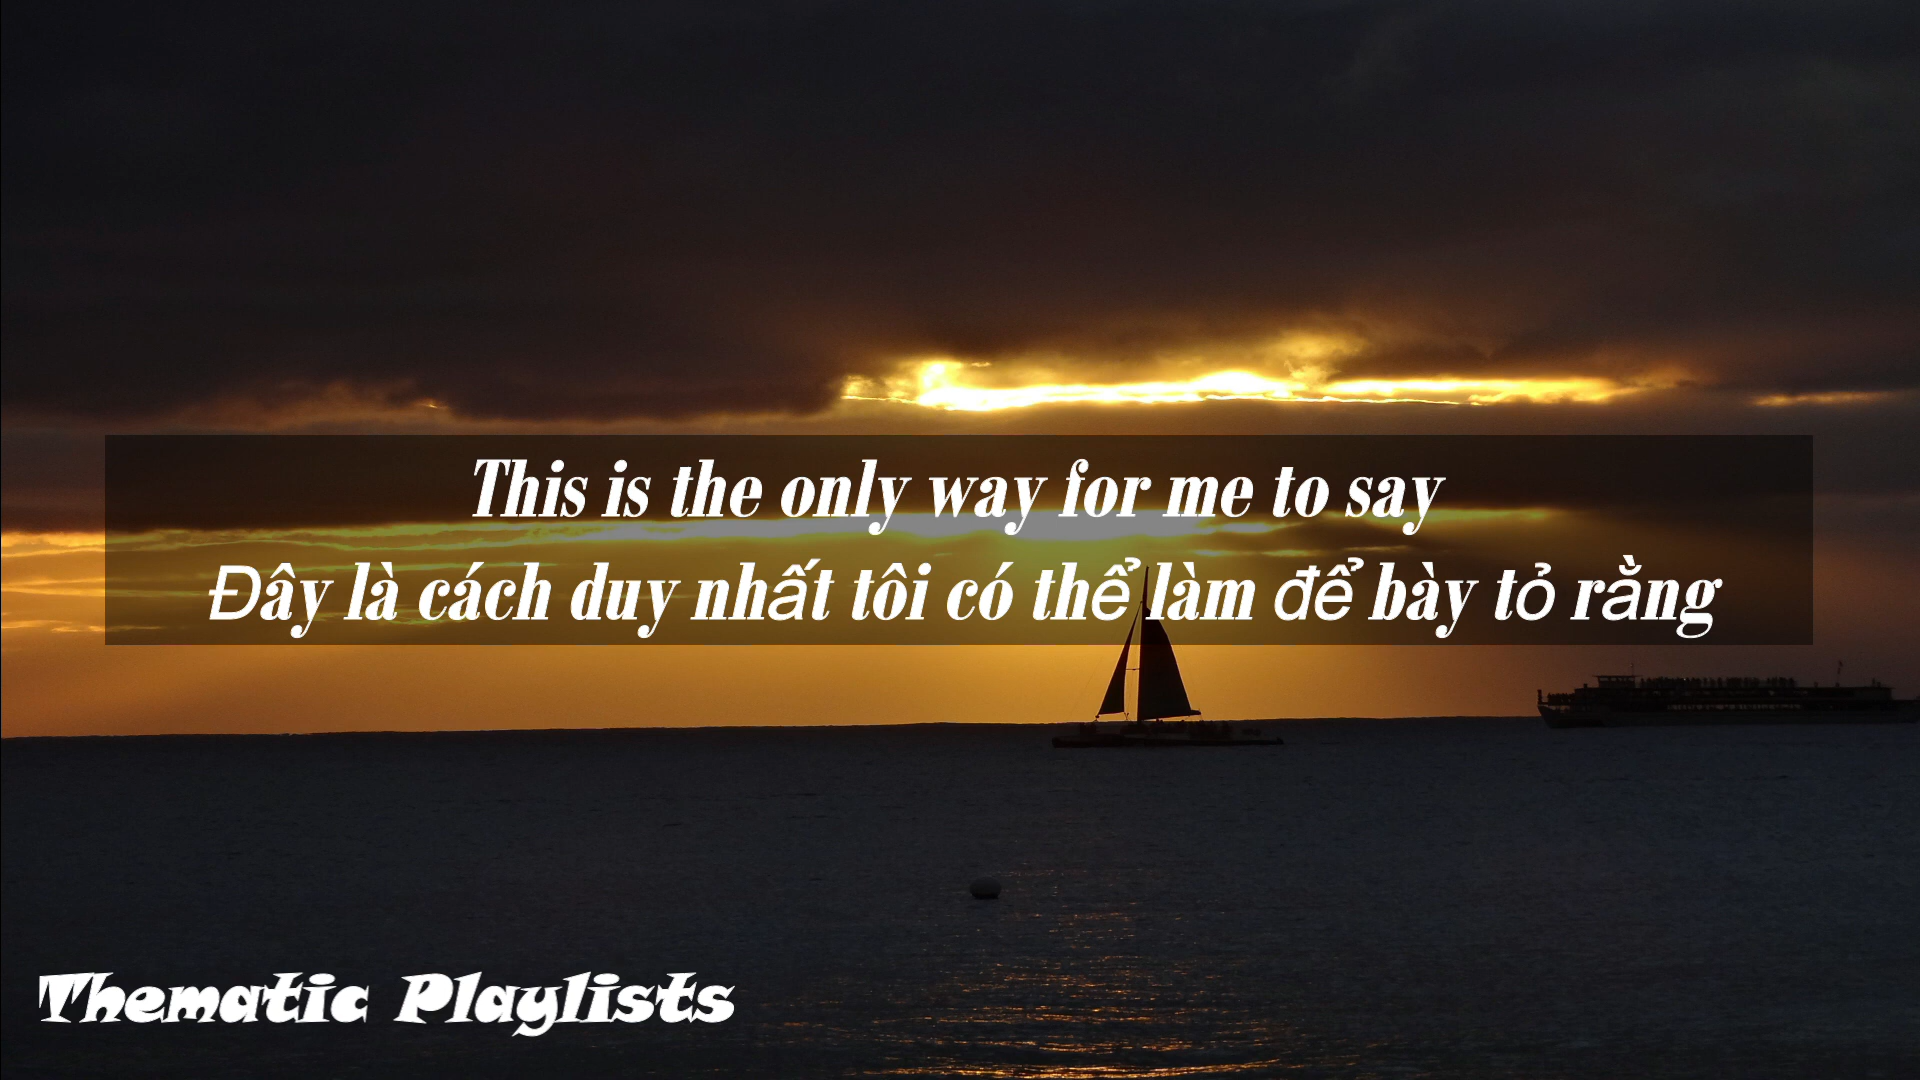 This is the only way for me to say
Đây là cách duy nhất tôi có thể làm để bày tỏ rằng
Thematic Playlists